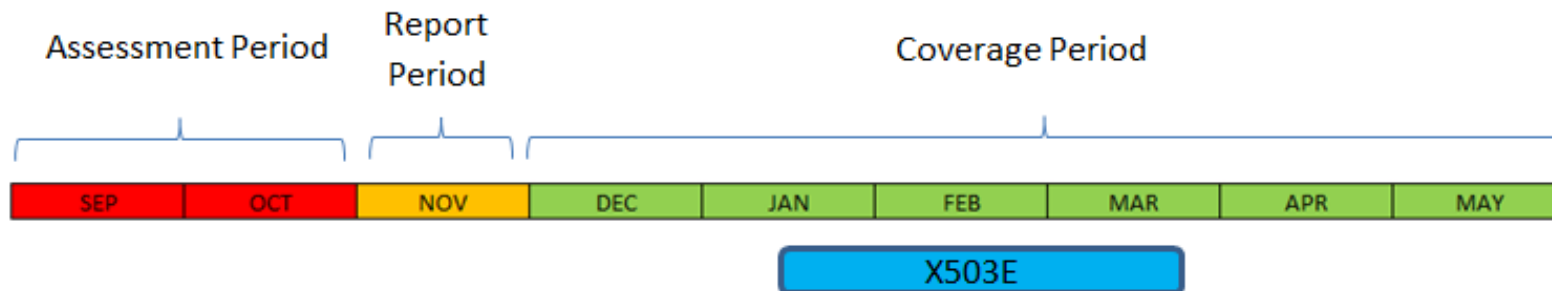 Assessment Period
Report
Period
Coverage Period
SEP OCT NOV DEC JAN FEB MAR APR MAY
X503E